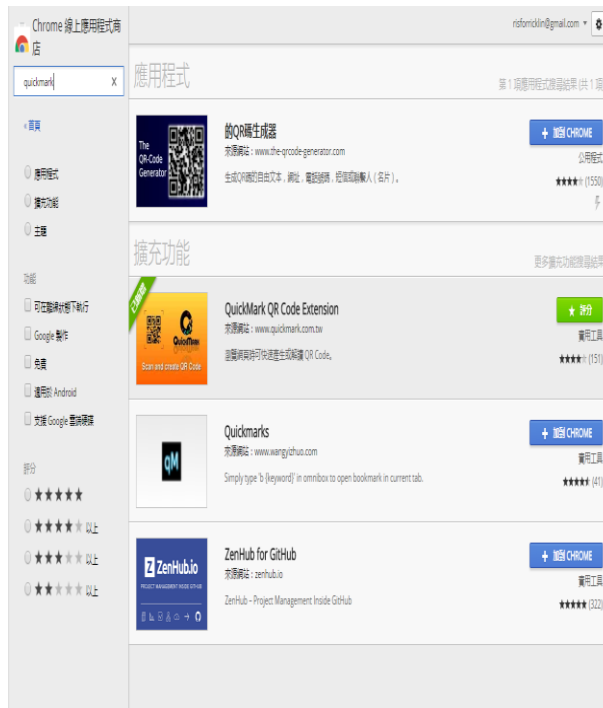 Chrome 線上應用程式商
店
risforricklin@gmail.com
quickmark
x
« 首頁
應用程式
擴充功能
主題
功能
可在離線狀態下執行
Google 製作
免費
適用於 Android
支援 Google 雲端硬碟
評分
以上
以上
以上
應用程式
第 1 項應用程式搜尋結果 (共 1 項
The
QR-Code
Generator
的QR碼生成器
來源網站：www.the-qrcode-generator.com
生成QR碼的自由文本，網址，電話號碼，短信或聯繫人（名片）。
+ 加到 CHROME
公用程式
(1550)
擴充功能
更多擴充功能搜尋結果
QuickMark
Scan and create QR Code
QuickMark QR Code Extension
來源網站：www.quickmark.com.tw
瀏覽網頁時可快速產生或解讀 QR Code。
評分
實用工具
(151)
qM
Quickmarks
來源網站：www.wangyizhuo.com
Simply type 'b {keyword}' in omnibox to open bookmark in current tab.
+ 加到 CHROME
實用工具
(41)
Z ZenHub.io
PROJECT MANAGEMENT INSIDE GITHUB
ZenHub for GitHub
來源網站：zenhub.io
ZenHub - Project Management Inside GitHub
+ 加到 CHROME
實用工具
(322)